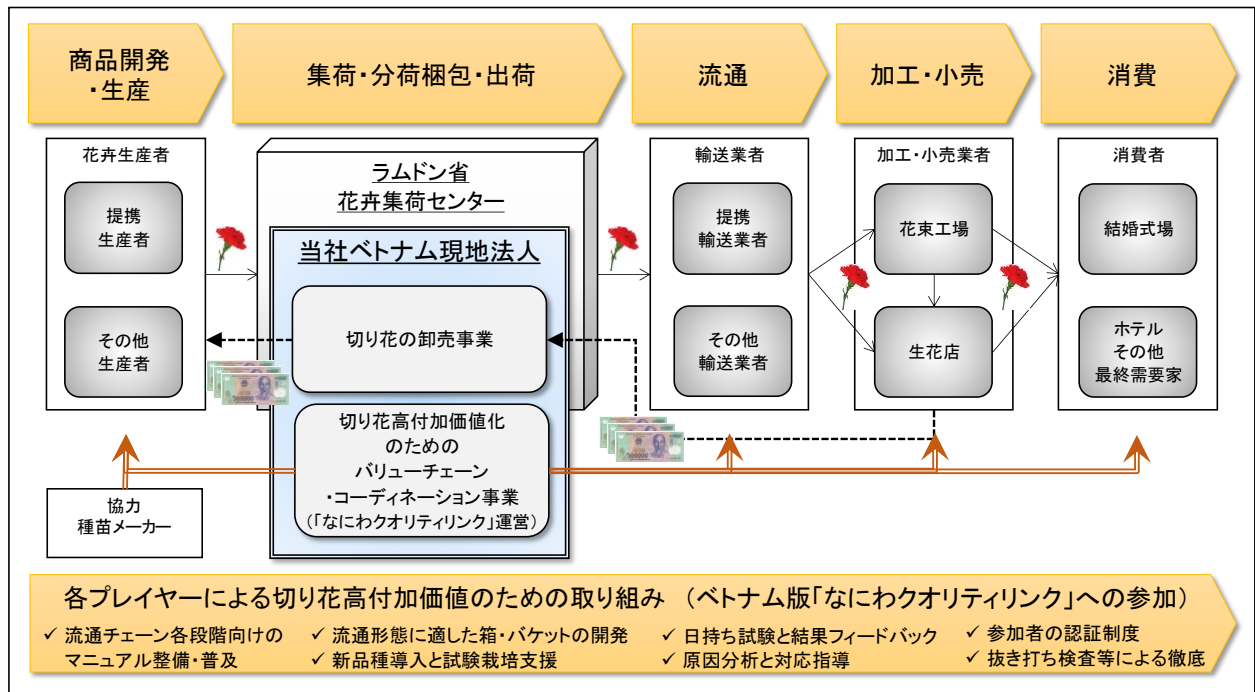 商品開発
・生産
集荷・分荷梱包・出荷
流通
加工・小売
消費
花卉生産者
提携
生産者
その他
生産者
ラムドン省
花卉集荷センター
当社ベトナム現地法人
切り花の卸売事業
切り花高付加価値化
のための
バリューチェーン
・コーディネーション事業
(「なにわクオリティリンク」運営)
輸送業者
提携
輸送業者
その他
輸送業者
加工・小売業者
花束工場
生花店
消費者
結婚式場
ホテル
その他
最終需要家
協力
種苗メーカー
各プレイヤーによる切り花高付加価値のための取り組み （ベトナム版「なにわクオリティリンク」への参加）
✓ 流通チェーン各段階向けの
マニュアル整備・普及
✓ 流通形態に適した箱・バケットの開発
✓ 新品種導入と試験栽培支援
✓ 日持ち試験と結果フィードバック
✓ 原因分析と対応指導
✓ 参加者の認証制度
✓ 抜き打ち検査等による徹底